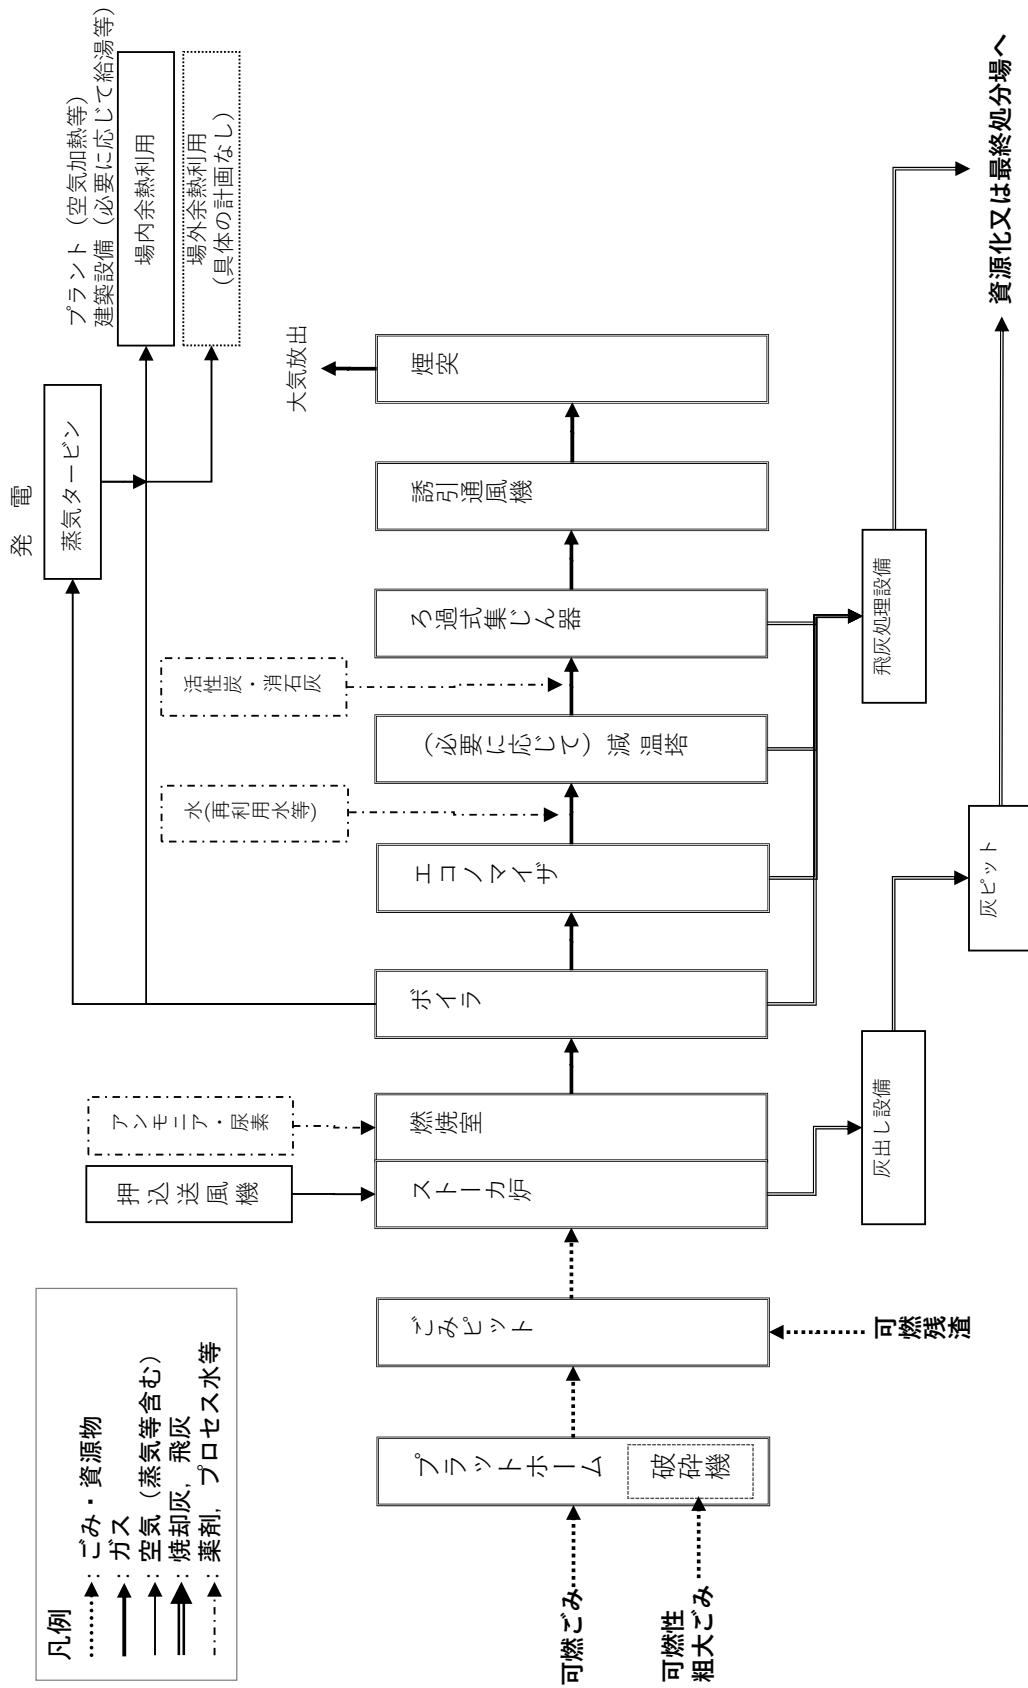 凡例
：ごみ・資源物
：ガス
：空気（蒸気等含む）
：焼却灰，飛灰
：薬剤，プロセス水等
発　電
蒸気タービン
プラント（空気加熱等）
建築設備（必要に応じて給湯等）
場内余熱利用
場外余熱利用
(具体の計画なし)
大気放出
アンモニア・尿素
押込送風機
水(再利用水等)
活性炭・消石灰
可燃ごみ
可燃性
粗大ごみ
プラットホーム
破砕機
ごみピット
可燃残渣
ストーカ炉
燃焼室
ボイラ
エコノマイザ
（必要に応じて）減温塔
ろ過式集じん器
誘引通風機
煙突
灰出し設備
飛灰処理設備
灰ピット
資源化又は最終処分場へ